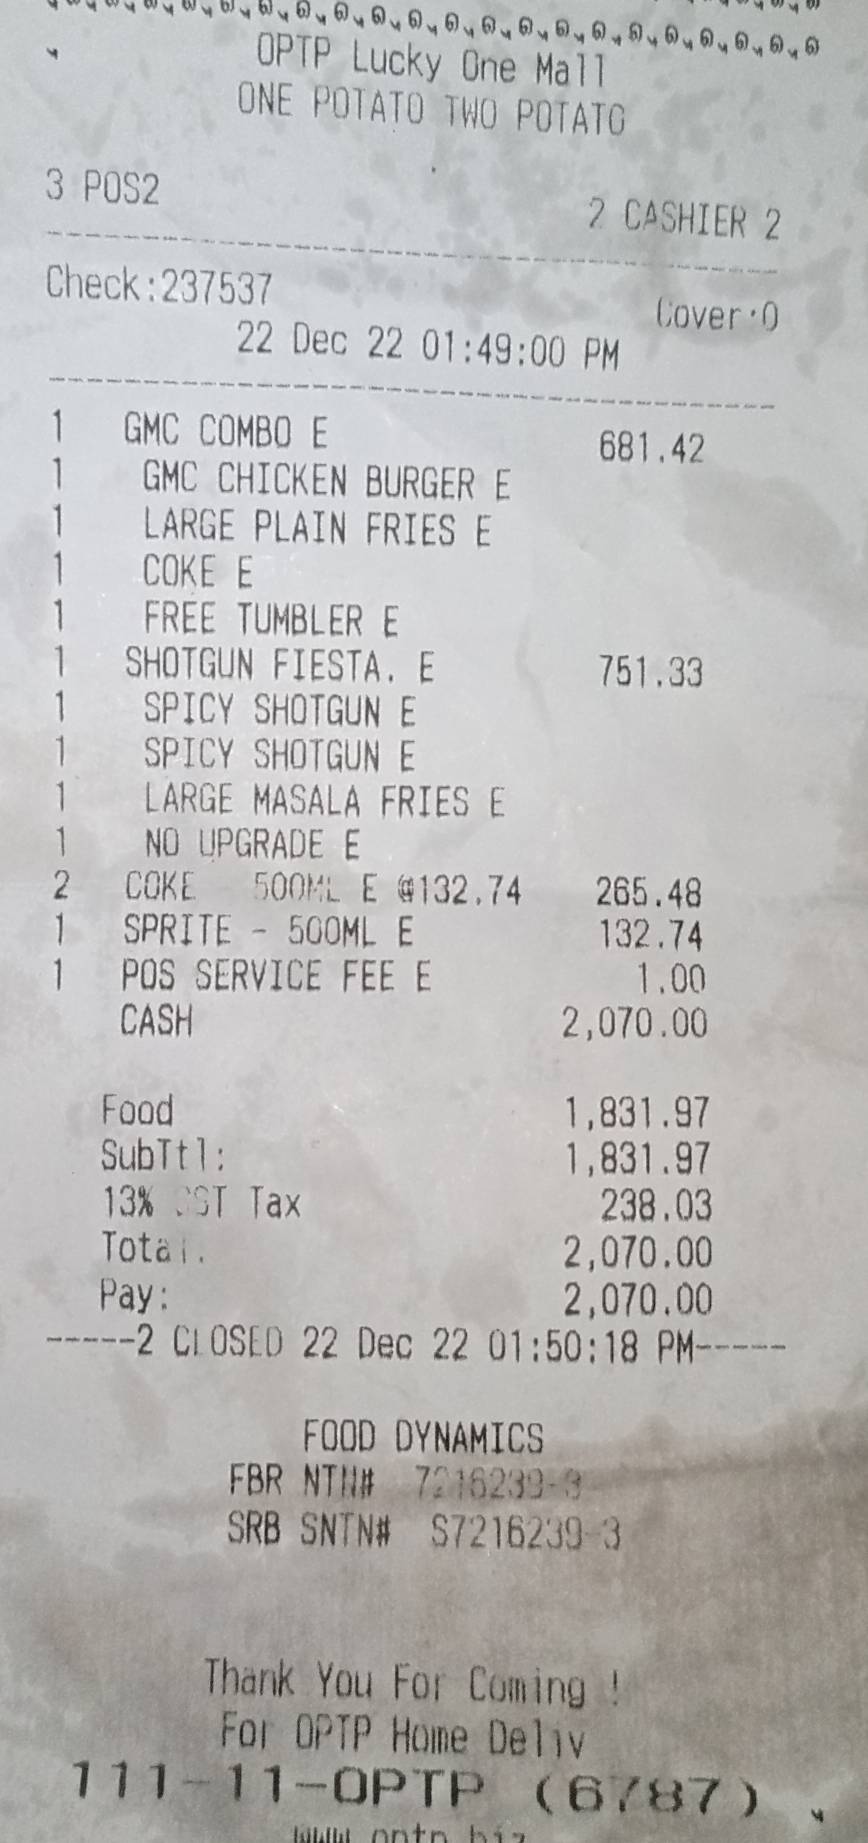 OPTP Lucky One Mall
ONE POTATO TWO POTATO
3 POS2 2 CASHIER 2
Check:237537 Cover:0
22 Dec 22 01:49:00 PM
1 GMC COMBO E 681.42
1 GMC CHICKEN BURGER E
1 LARGE PLAIN FRIES E
1 COKE E
1 FREE TUMBLER E
1 SHOTGUN FIESTA. E 751.33
1 SPICY SHOTGUN E
1 SPICY SHOTGUN E
1 LARGE MASALA FRIES E
1 NO UPGRADE E
2 COKE 500ML E @132.74 265.48
1 SPRITE - 500ML E 132.74
1 POS SERVICE FEE E 1.00
CASH 2,070.00
Food 1,831.97
SubTtl: 1,831.97
13% Tax 238.03
Total: 2,070.00
Pay: 2,070.00
-----2 CLOSED 22 Dec 22 01:50:18 PM-----
FOOD DYNAMICS
FBR NTN# 7216239-3
SRB SNTN# S7216239-3
Thank You For Coming !
For OPTP Home Deliv
111-11-OPTP (6787)